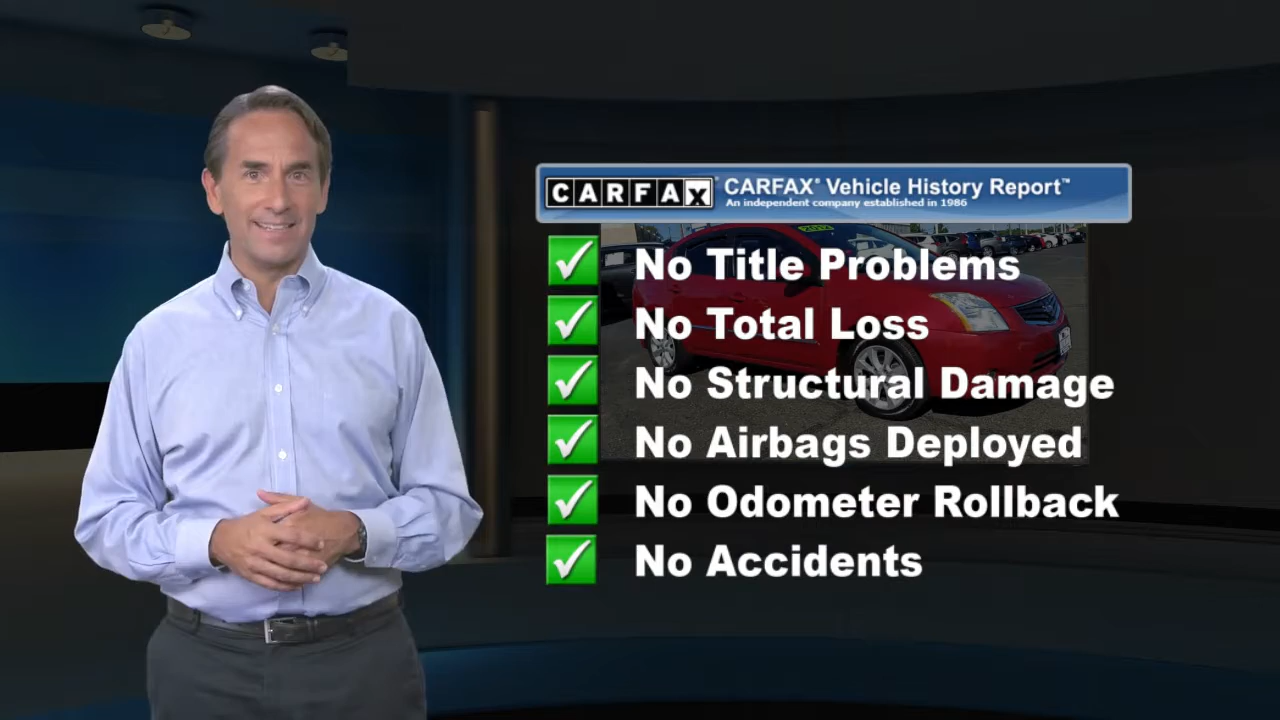 CARFAX
CARFAX® Vehicle History Report™
An independent company established in 1986
No Title Problems
No Total Loss
No Structural Damage
No Airbags Deployed
No Odometer Rollback
No Accidents